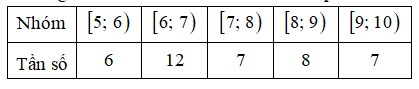 Nhóm [5; 6) [6; 7) [7; 8) [8; 9) [9; 10)
Tần số 6 12 7 8 7